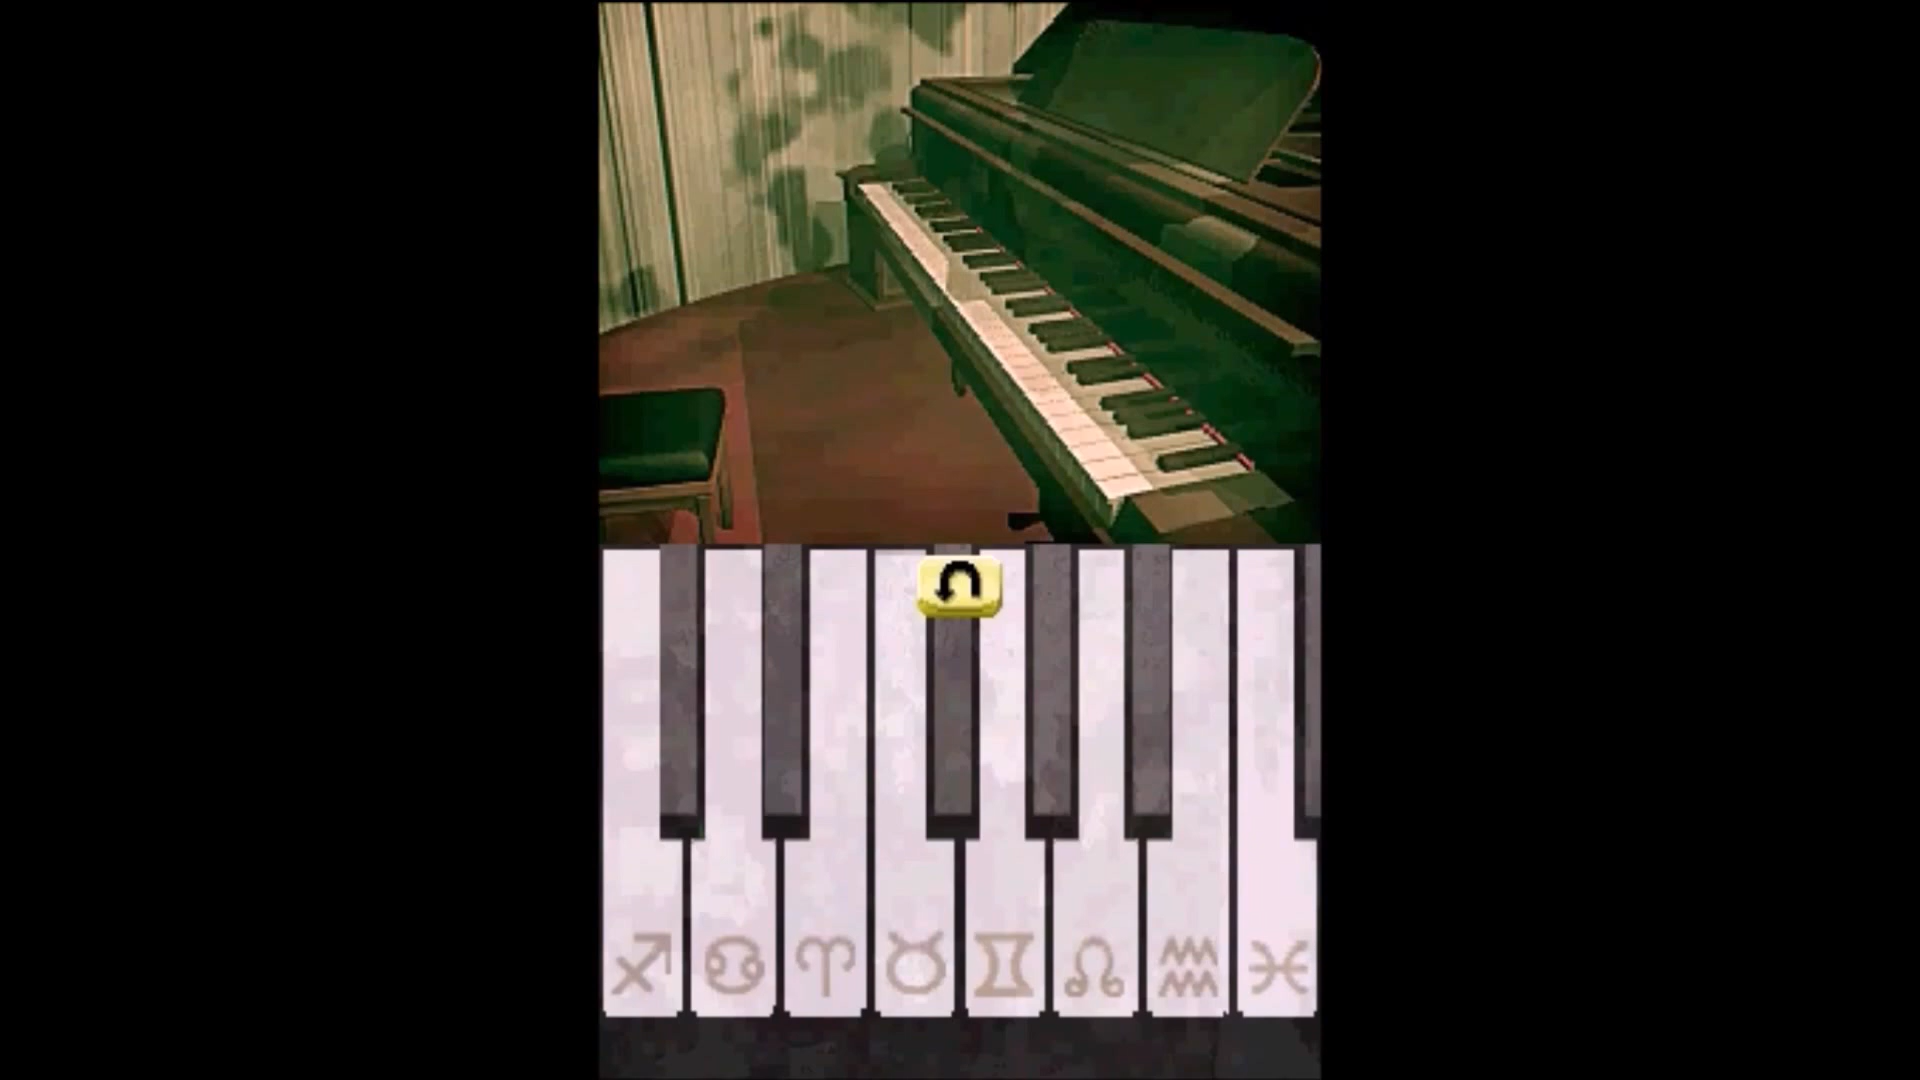 ♐ ♋ ♈ ♉ ♊ ♌ ♒ ♓